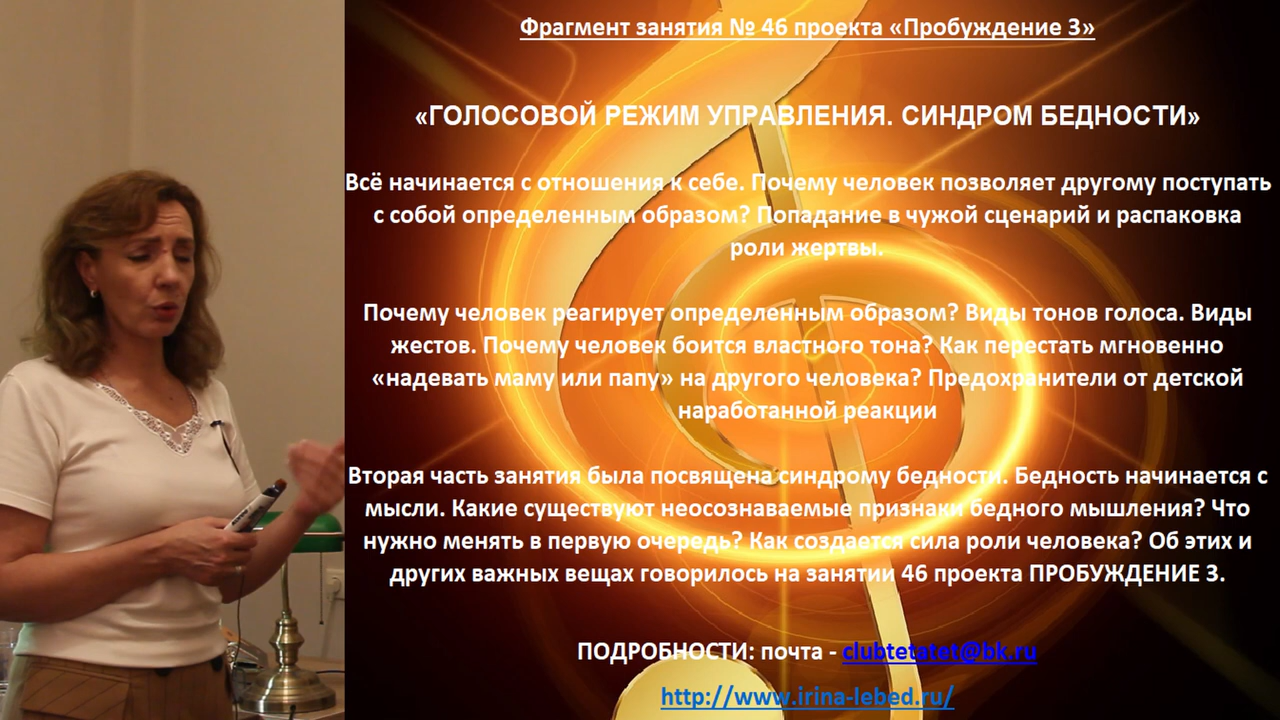 Фрагмент занятия № 46 проекта «Пробуждение 3»
«ГОЛОСОВОЙ РЕЖИМ УПРАВЛЕНИЯ. СИНДРОМ БЕДНОСТИ»
Всё начинается с отношения к себе. Почему человек позволяет другому поступать
с собой определенным образом? Попадание в чужой сценарий и распаковка
роли жертвы.
Почему человек реагирует определенным образом? Виды тонов голоса. Виды
жестов. Почему человек боится властного тона? Как перестать мгновенно
«надевать маму или папу» на другого человека? Предохранители от детской
наработанной реакции
Вторая часть занятия была посвящена синдрому бедности. Бедность начинается с
мысли. Какие существуют неосознаваемые признаки бедного мышления? Что
нужно менять в первую очередь? Как создается сила роли человека? Об этих и
других важных вещах говорилось на занятии 46 проекта ПРОБУЖДЕНИЕ 3.
ПОДРОБНОСТИ: почта - clubtetatet@bk.ru
http://www.irina-lebed.ru/